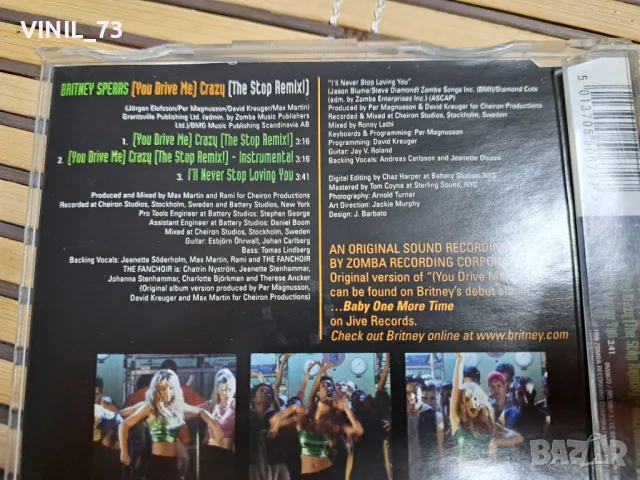 VIL_73
BRITNEY SPEARS (You Drive Me) Crazy [The Stop Remix!]
(Jörgen Elofsson/Per Magnusson/David Kreuger/Max Martin)
Grantsville Publishing Ltd. (admin. by Zomba Music Publishers
Ltd.)/BMG Music Publishing Scandinavia AB
1. (You Drive Me) Crazy [The Stop Remix!] 3:16
2. (You Drive Me) Crazy [The Stop Remix!] - Instrumental 3:16
3. I'll Never Stop Loving You 3:41
Produced and Mixed by Max Martin and Rami for Cheiron Productions
Recorded at Cheiron Studios, Stockholm, Sweden and Battery Studios, New York
Pro Tools Engineer at Battery Studios: Stephen George
Assistant Engineer at Battery Studios: Daniel Boom
Mixed at Cheiron Studios, Stockholm, Sweden
Guitar: Esbjörn Öhrwall, Johan Carlberg
Bass: Tomas Lindberg
Backing Vocals: Jeanette Söderholm, Max Martin, Rami and THE FANCHOIR
THE FANCHOIR is: Chatrin Nyström, Jeanette Stenhammar,
Johanna Stenhammar, Charlotte Björkman and Therese Ancker
(Original album version produced by Per Magnusson,
David Kreuger and Max Martin for Cheiron Productions)
"I'll Never Stop Loving You"
(Jason Blume/Steve Diamond) Zomba Songs Inc. (BMI)/Diamond Cuts
(adm. by Zomba Enterprises Inc.) (ASCAP)
Produced by Per Magnusson & David Kreuger for Cheiron Productions
Recorded & Mixed at Cheiron Studios, Stockholm, Sweden
Mixed by Ronny Lahti
Keyboards & Programming: Per Magnusson
Programming: David Kreuger
Guitar: Jay V. Roland
Backing Vocals: Andreas Carlsson and Jeanette Olsson
Digital Editing by Chaz Harper at Battery Studios, NYC
Mastered by Tom Coyne at Sterling Sound, NYC
Photography: Arnold Turner
Art Direction: Jackie Murphy
Design: J. Barbato
AN ORIGINAL SOUND RECORDING
BY ZOMBA RECORDING CORPOR
Original version of "(You Drive M
can be found on Britney's debut al
...Baby One More Time
on Jive Records.
Check out Britney online at www.britney.com
3:41
BAZAR